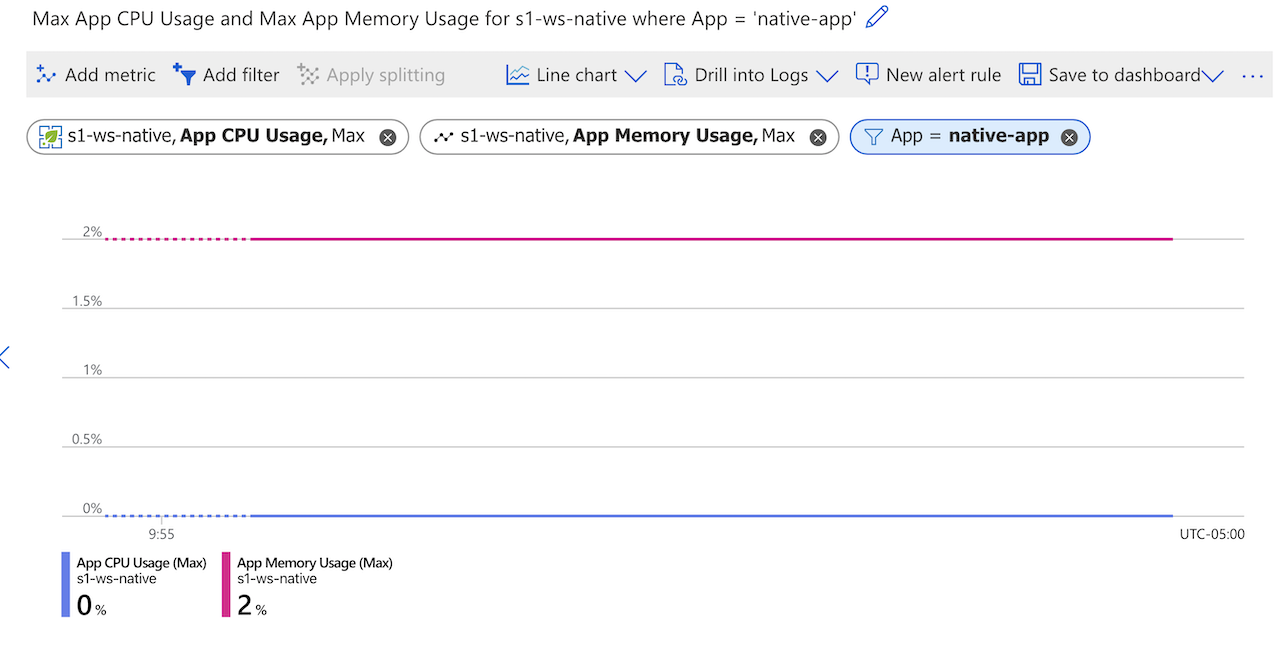 Max App CPU Usage and Max App Memory Usage for s1-ws-native where App = 'native-app'
Add metric Add filter Apply splitting Line chart Drill into Logs New alert rule Save to dashboard ...
s1-ws-native, App CPU Usage, Max s1-ws-native, App Memory Usage, Max App = native-app
2%
1.5%
1%
0.5%
0%
9:55 UTC-05:00
App CPU Usage (Max) App Memory Usage (Max)
s1-ws-native s1-ws-native
0 % 2 %